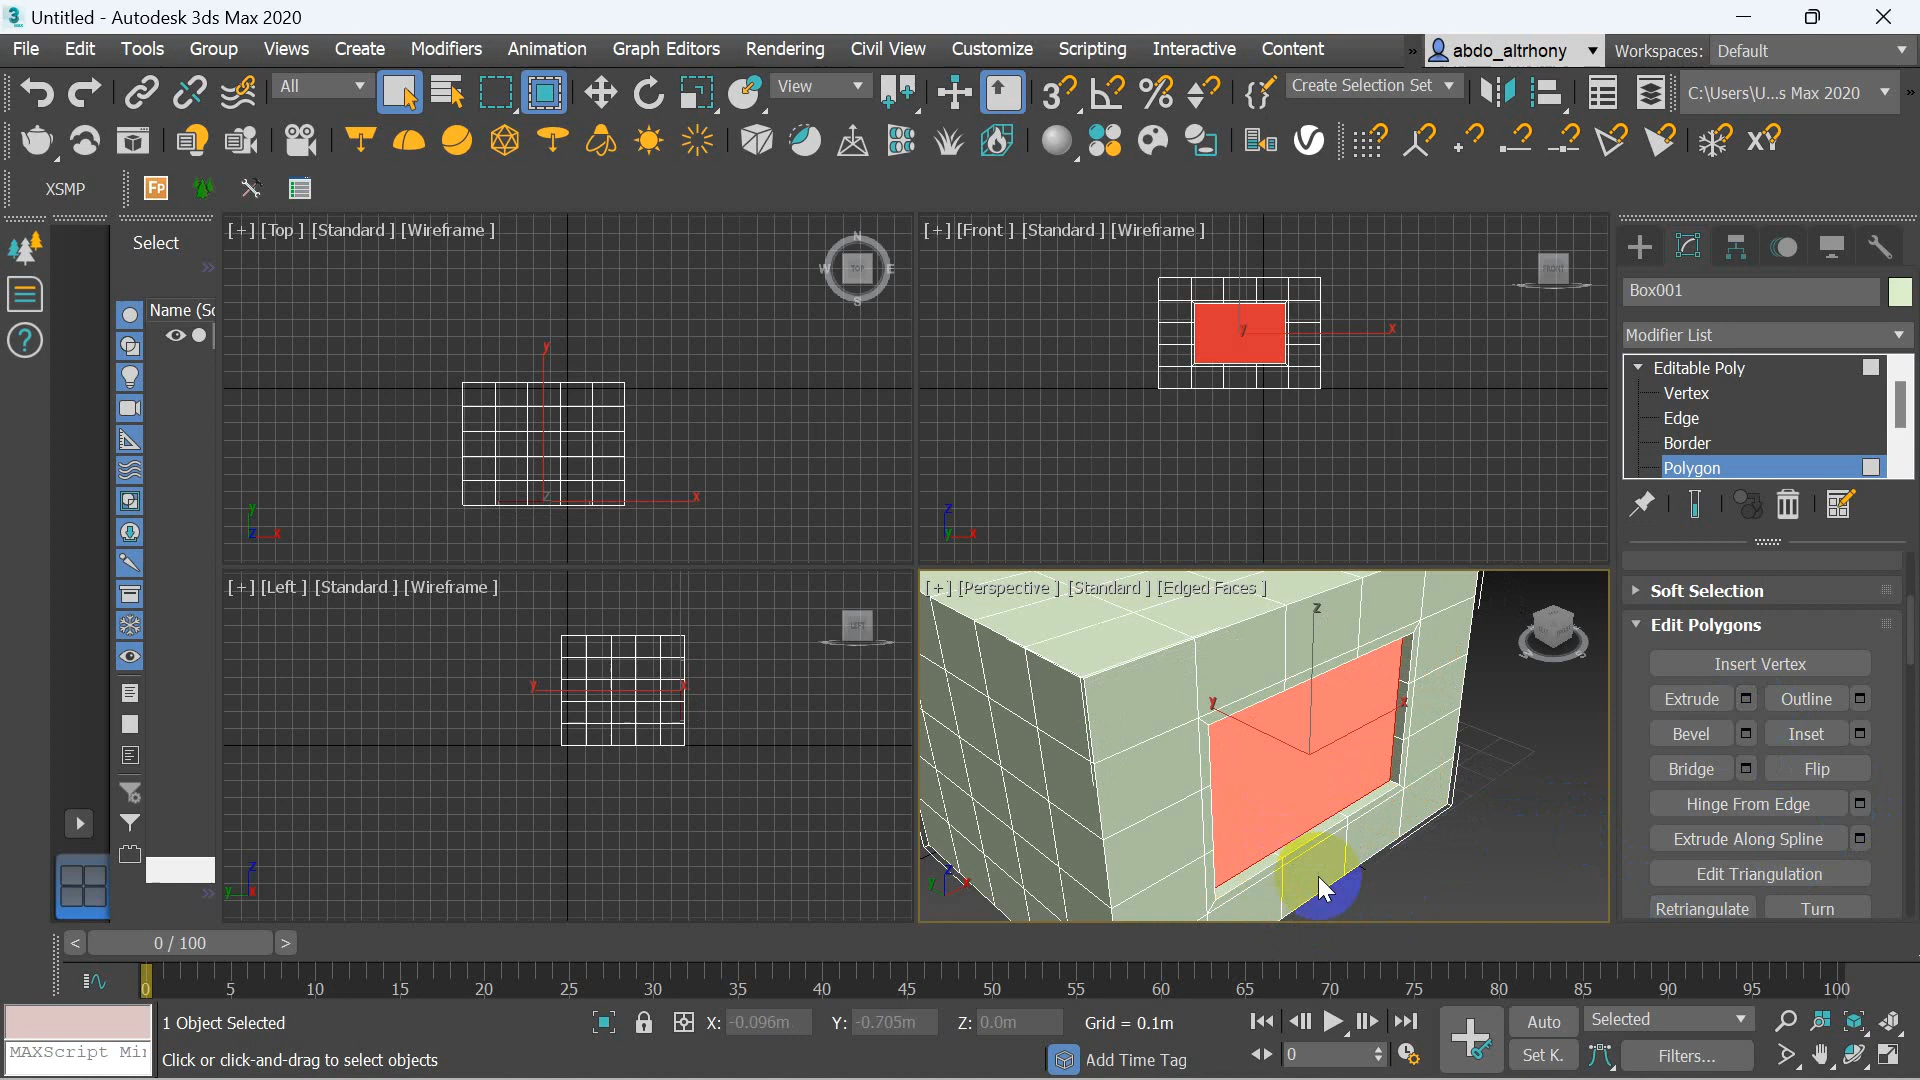 Untitled - Autodesk 3ds Max 2020
File Edit Tools Group Views Create Modifiers Animation Graph Editors Rendering Civil View Customize Scripting Interactive Content
abdo_altrhony
Workspaces: Default
All
View
Create Selection Set
C:\Users\U...s Max 2020
XSMP
Fp
Select
Name (Sc
[+] [Top ] [Standard ] [Wireframe ]
[+] [Front ] [Standard ] [Wireframe ]
[+] [Left ] [Standard ] [Wireframe ]
[+] [Perspective ] [Standard ] [Edged Faces ]
Box001
Modifier List
Editable Poly
Vertex
Edge
Border
Polygon
Soft Selection
Edit Polygons
Insert Vertex
Extrude Outline
Bevel Inset
Bridge Flip
Hinge From Edge
Extrude Along Spline
Edit Triangulation
Retriangulate Turn
< 0 / 100 >
0 5 10 15 20 25 30 35 40 45 50 55 60 65 70 75 80 85 90 95 100
1 Object Selected
X: -0.096m Y: -0.705m Z: 0.0m Grid = 0.1m
Auto Selected
MAXScript Mi
Click or click-and-drag to select objects
Add Time Tag
0
Set K. Filters...